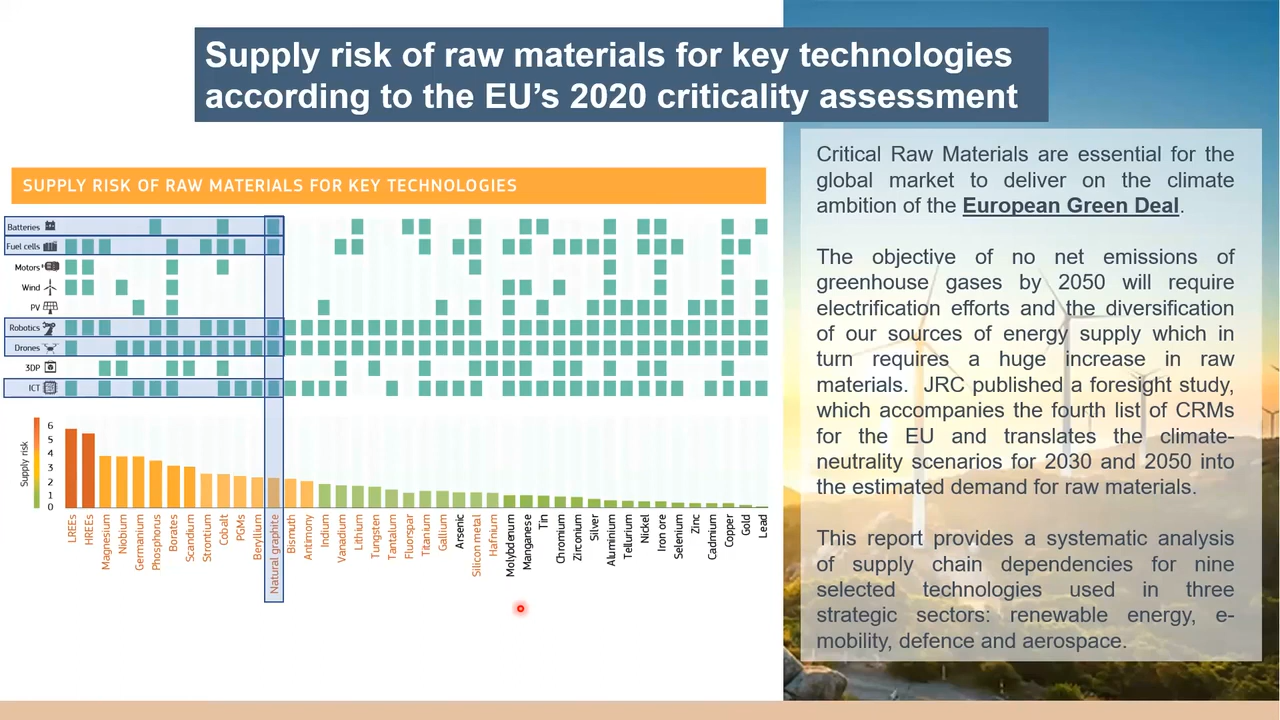 Supply risk of raw materials for key technologies
according to the EU’s 2020 criticality assessment
SUPPLY RISK OF RAW MATERIALS FOR KEY TECHNOLOGIES
Batteries
Fuel cells
Motors
Wind
PV
Robotics
Drones
3DP
ICT
Supply risk
6
5
4
3
2
1
0
LREEs
HREEs
Magnesium
Niobium
Germanium
Phosphorus
Borates
Scandium
Strontium
Cobalt
PGMs
Beryllium
Natural graphite
Bismuth
Antimony
Indium
Vanadium
Lithium
Tungsten
Tantalum
Fluorspar
Titanium
Gallium
Arsenic
Silicon metal
Hafnium
Molybdenum
Manganese
Tin
Chromium
Zirconium
Silver
Aluminium
Tellurium
Nickel
Iron ore
Selenium
Zinc
Cadmium
Copper
Gold
Lead
Critical Raw Materials are essential for the
global market to deliver on the climate
ambition of the European Green Deal.
The objective of no net emissions of
greenhouse gases by 2050 will require
electrification efforts and the diversification
of our sources of energy supply which in
turn requires a huge increase in raw
materials. JRC published a foresight study,
which accompanies the fourth list of CRMs
for the EU and translates the climate-
neutrality scenarios for 2030 and 2050 into
the estimated demand for raw materials.
This report provides a systematic analysis
of supply chain dependencies for nine
selected technologies used in three
strategic sectors: renewable energy, e-
mobility, defence and aerospace.